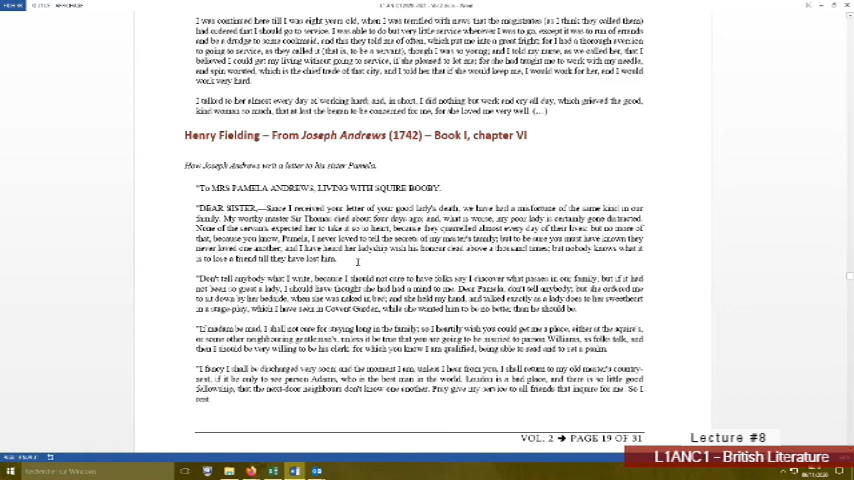 AFFICHAGE
I was continued here till I was eight years old, when I was terrified with news that the magistrates (as I think they called them)
had ordered that I should go to service. I was able to do but very little service wherever I was to go, except it was to run of errands
and be a drudge to some cookmaid, and this they told me of often, which put me into a great fright; for I had a thorough aversion
to going to service, as they called it (that is, to be a servant), though I was so young; and I told my nurse, as we called her, that I
believed I could get my living without going to service, if she pleased to let me; for she had taught me to work with my needle,
and spin worsted, which is the chief trade of that city, and I told her that if she would keep me, I would work for her, and I would
work very hard.
I talked to her almost every day of working hard; and, in short, I did nothing but work and cry all day, which grieved the good,
kind woman so much, that at last she began to be concerned for me, for she loved me very well. (…)
Henry Fielding – From Joseph Andrews (1742) – Book I, chapter VI
How Joseph Andrews writ a letter to his sister Pamela.
"To MRS PAMELA ANDREWS, LIVING WITH SQUIRE BOOBY.
"DEAR SISTER,—Since I received your letter of your good lady's death, we have had a misfortune of the same kind in our
family. My worthy master Sir Thomas died about four days ago; and, what is worse, my poor lady is certainly gone distracted.
None of the servants expected her to take it so to heart, because they quarrelled almost every day of their lives: but no more of
that, because you know, Pamela, I never loved to tell the secrets of my master's family; but to be sure you must have known they
never loved one another; and I have heard her ladyship wish his honour dead above a thousand times; but nobody knows what it
is to lose a friend till they have lost him.
"Don't tell anybody what I write, because I should not care to have folks say I discover what passes in our family; but if it had
not been so great a lady, I should have thought she had had a mind to me. Dear Pamela, don't tell anybody; but she ordered me
to sit down by her bedside, when she was naked in bed; and she held my hand, and talked exactly as a lady does to her sweetheart
in a stage-play, which I have seen in Covent Garden, while she wanted him to be no better than he should be.
"If madam be mad, I shall not care for staying long in the family; so I heartily wish you could get me a place, either at the squire's,
or some other neighbouring gentleman's, unless it be true that you are going to be married to parson Williams, as folks talk, and
then I should be very willing to be his clerk; for which you know I am qualified, being able to read and to set a psalm.
"I fancy I shall be discharged very soon; and the moment I am, unless I hear from you, I shall return to my old master's country-
seat, if it be only to see parson Adams, who is the best man in the world. London is a bad place, and there is so little good
fellowship, that the next-door neighbours don't know one another. Pray give my service to all friends that inquire for me. So I
rest
VOL. 2 → PAGE 19 OF 31
Lecture #8
L1ANC1 – British Literature
Rechercher sur Windows
06/11/2020